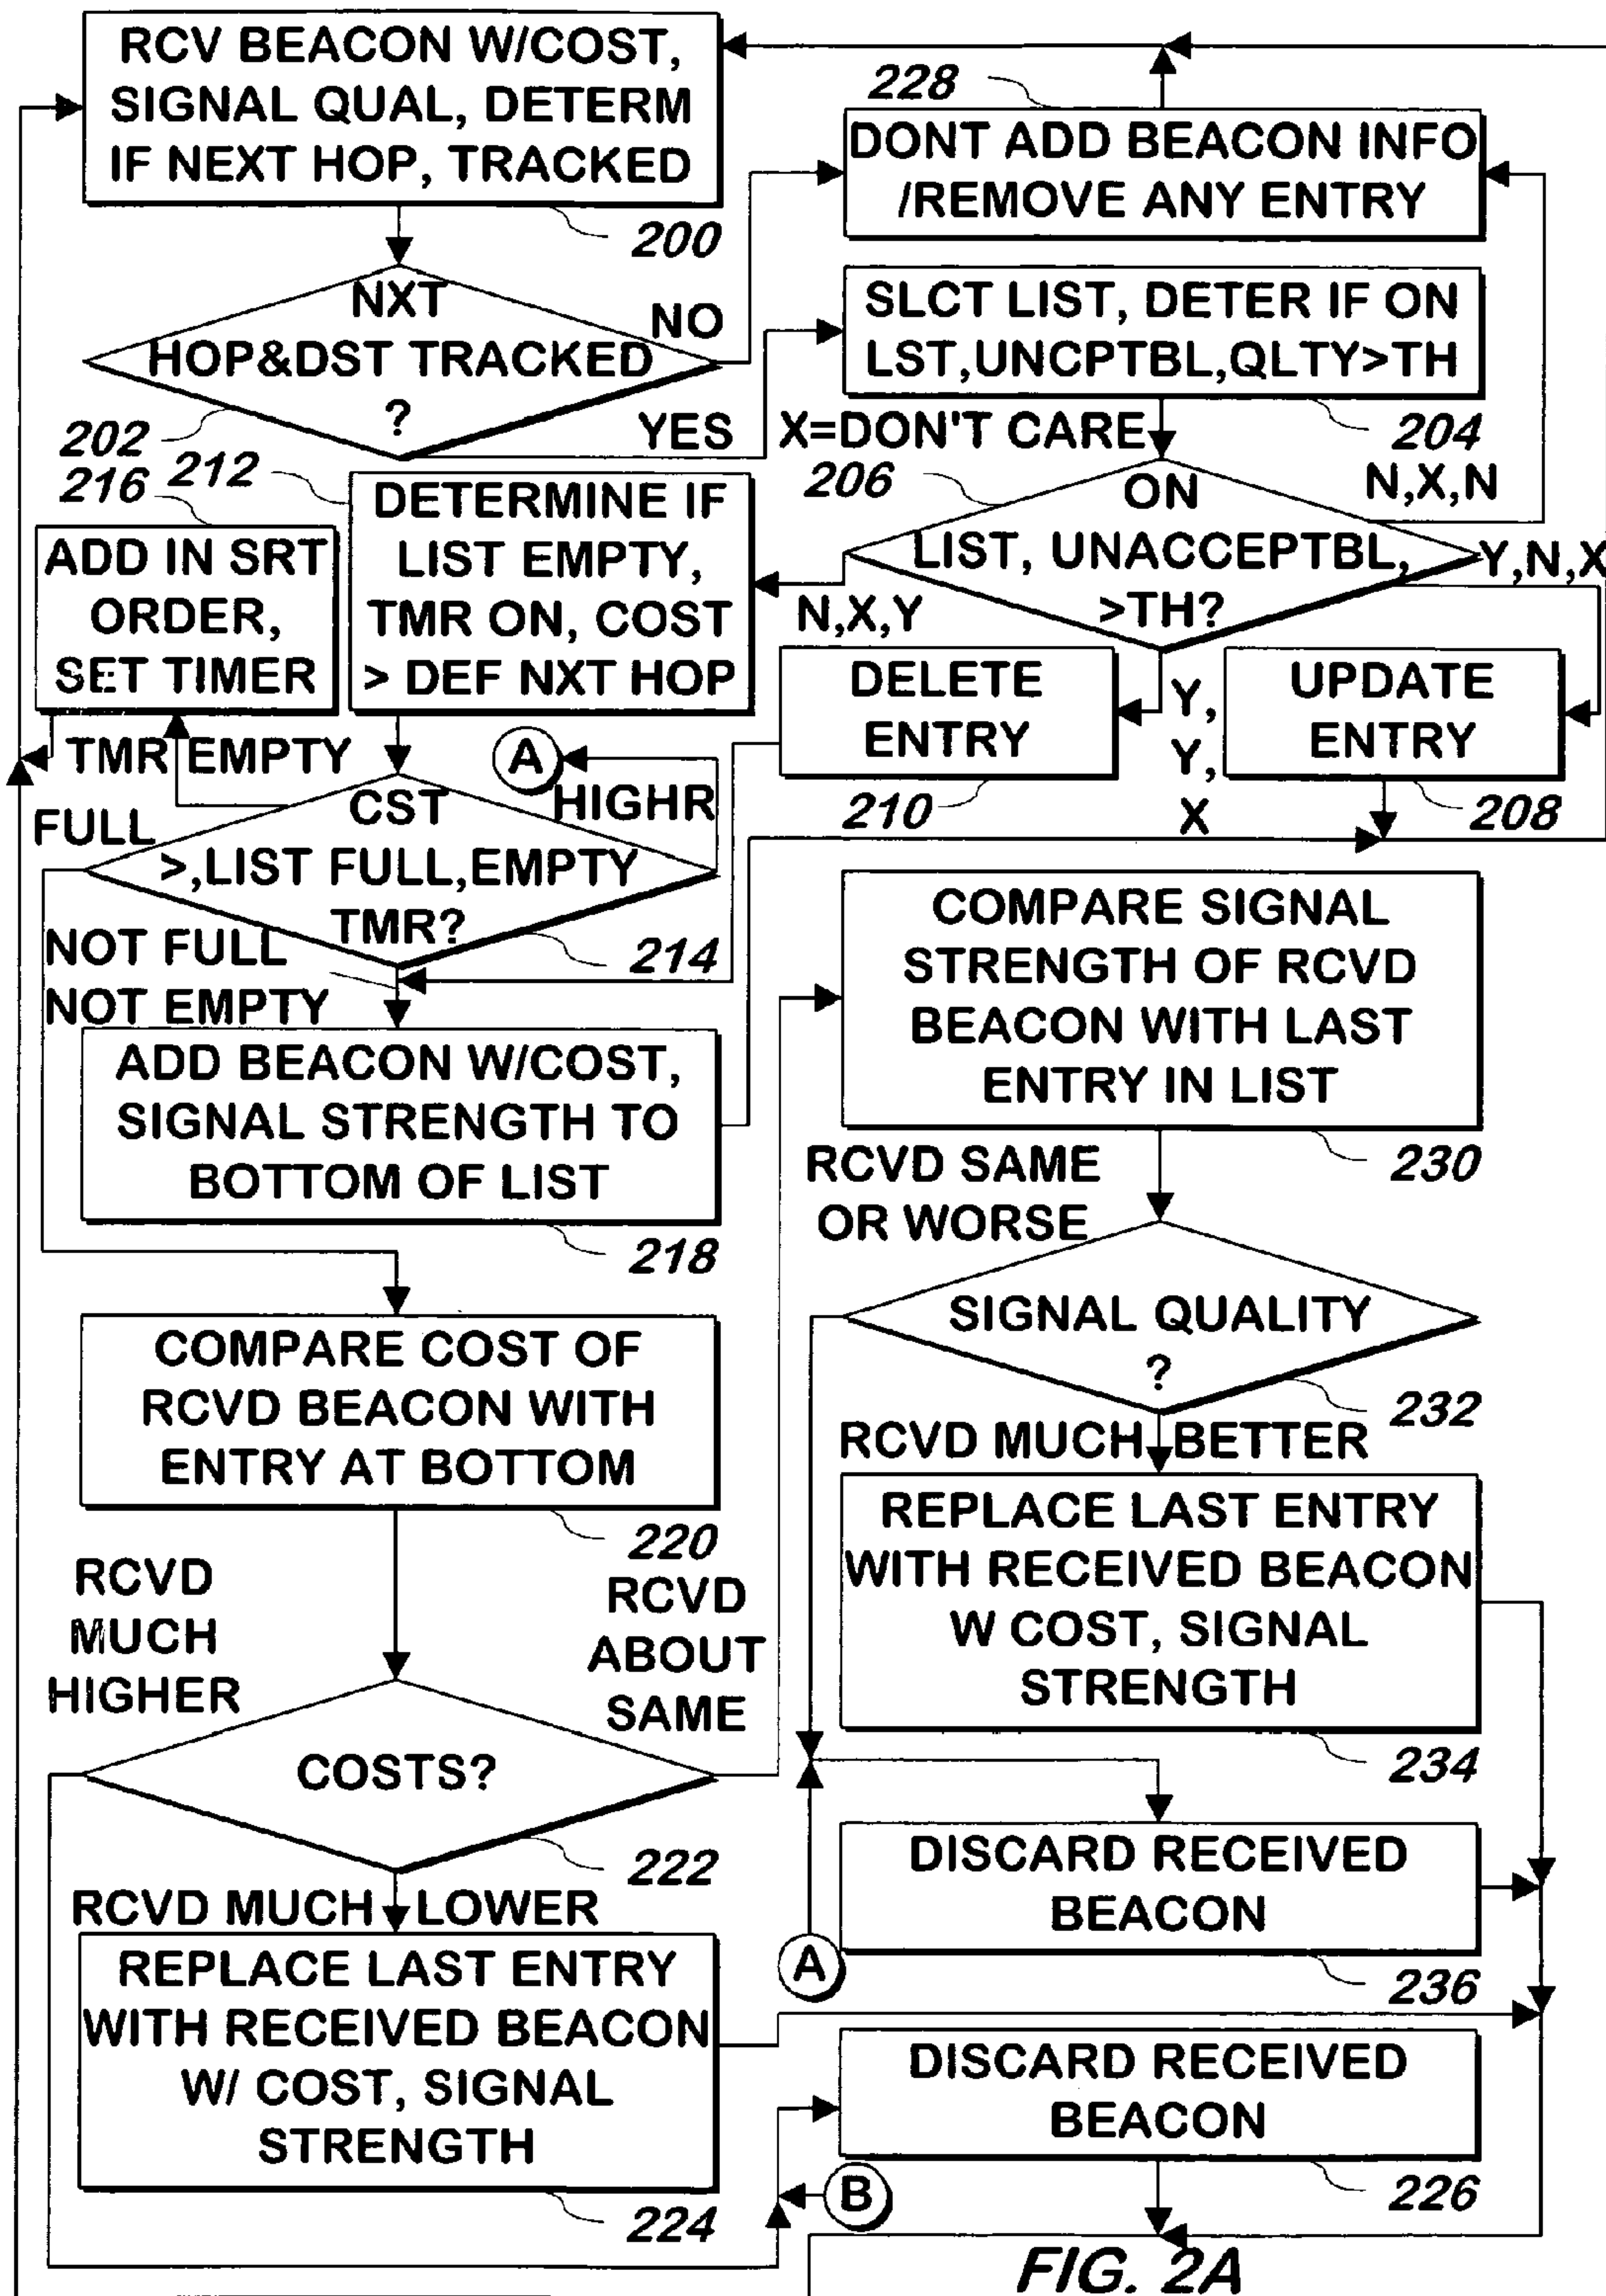 RCV BEACON W/COST,
SIGNAL QUAL, DETERM
IF NEXT HOP, TRACKED
200
228
DONT ADD BEACON INFO
/REMOVE ANY ENTRY
NXT
HOP&DST TRACKED
?
NO
YES
202
SLCT LIST, DETER IF ON
LST,UNCPTBL,QLTY>TH
204
X=DON'T CARE
206
ON
LIST, UNACCEPTBL,
>TH?
N,X,N
Y,N,X
N,X,Y
Y,
Y,
X
216
ADD IN SRT
ORDER,
SET TIMER
212
DETERMINE IF
LIST EMPTY,
TMR ON, COST
> DEF NXT HOP
DELETE
ENTRY
210
UPDATE
ENTRY
208
TMR EMPTY
A
HIGHR
FULL
CST
>,LIST FULL,EMPTY
TMR?
214
NOT FULL
NOT EMPTY
ADD BEACON W/COST,
SIGNAL STRENGTH TO
BOTTOM OF LIST
218
COMPARE SIGNAL
STRENGTH OF RCVD
BEACON WITH LAST
ENTRY IN LIST
230
RCVD SAME
OR WORSE
SIGNAL QUALITY
?
232
COMPARE COST OF
RCVD BEACON WITH
ENTRY AT BOTTOM
220
RCVD MUCH BETTER
REPLACE LAST ENTRY
WITH RECEIVED BEACON
W COST, SIGNAL
STRENGTH
234
RCVD
MUCH
HIGHER
RCVD
ABOUT
SAME
COSTS?
222
RCVD MUCH LOWER
DISCARD RECEIVED
BEACON
236
A
REPLACE LAST ENTRY
WITH RECEIVED BEACON
W/ COST, SIGNAL
STRENGTH
224
DISCARD RECEIVED
BEACON
226
B
FIG. 2A